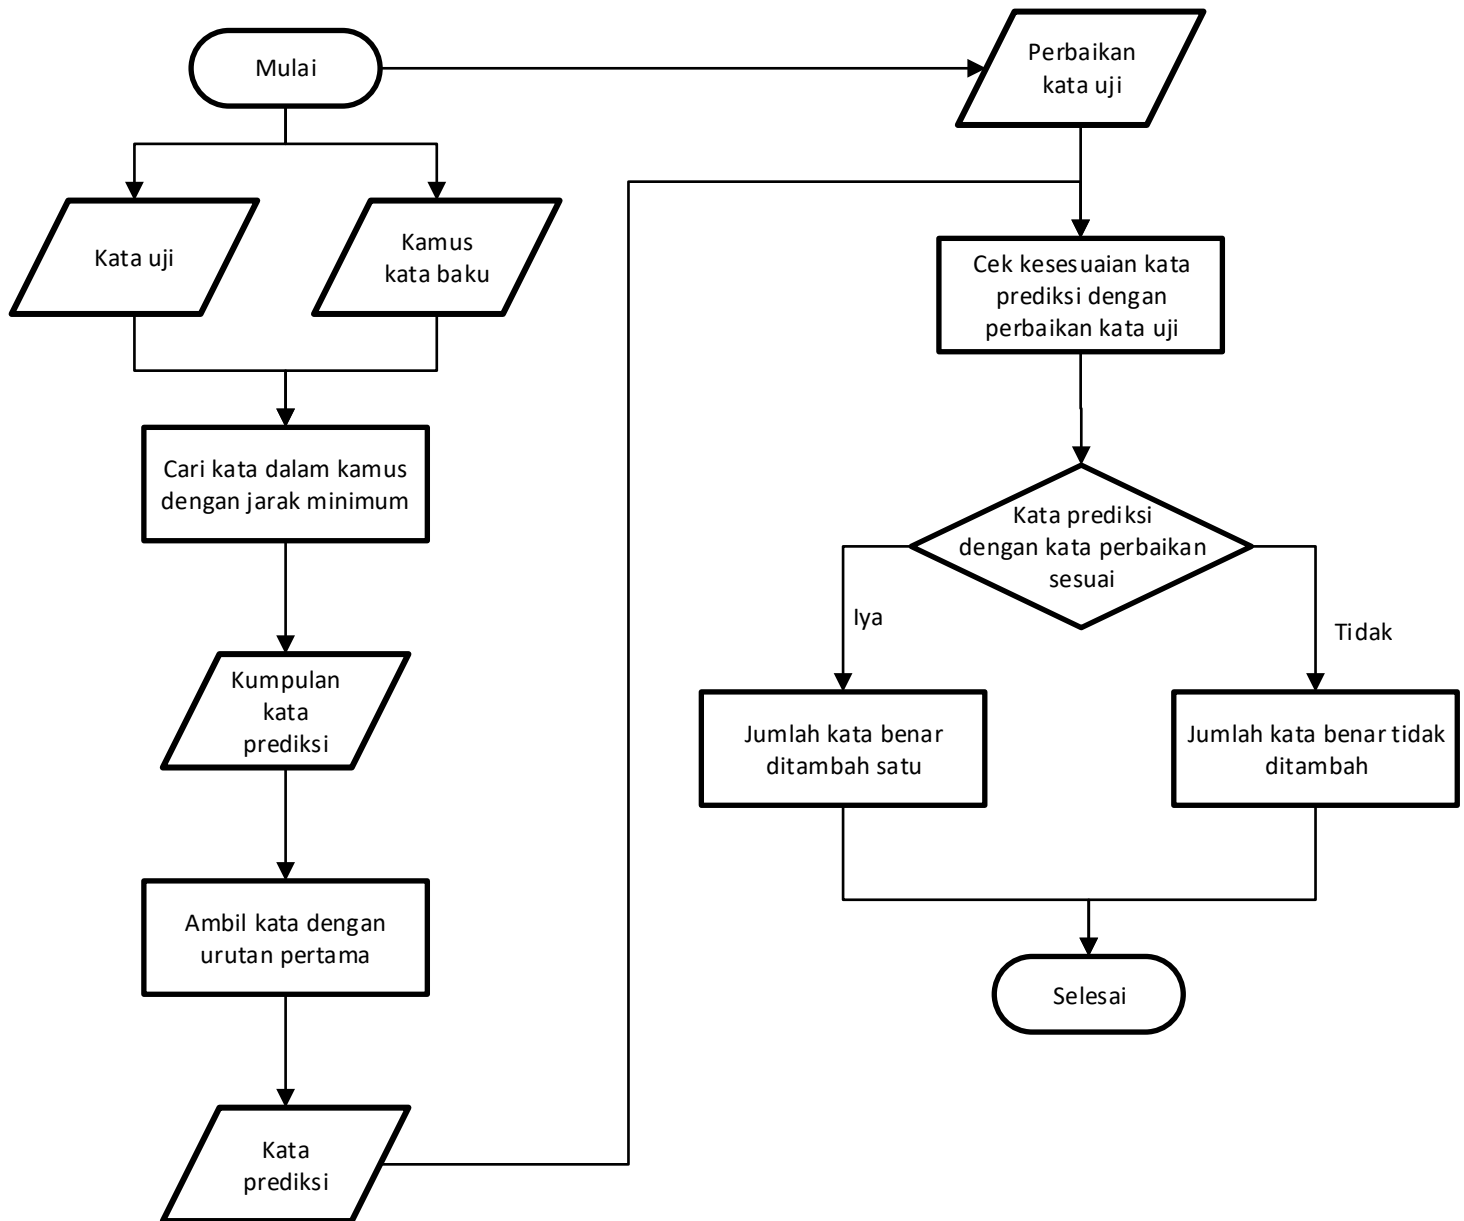 Mulai
Perbaikan
kata uji
Kata uji
Kamus
kata baku
Cek kesesuaian kata
prediksi dengan
perbaikan kata uji
Cari kata dalam kamus
dengan jarak minimum
Kata prediksi
dengan kata perbaikan
sesuai
Iya
Tidak
Kumpulan
kata
prediksi
Jumlah kata benar
ditambah satu
Jumlah kata benar tidak
ditambah
Ambil kata dengan
urutan pertama
Selesai
Kata
prediksi